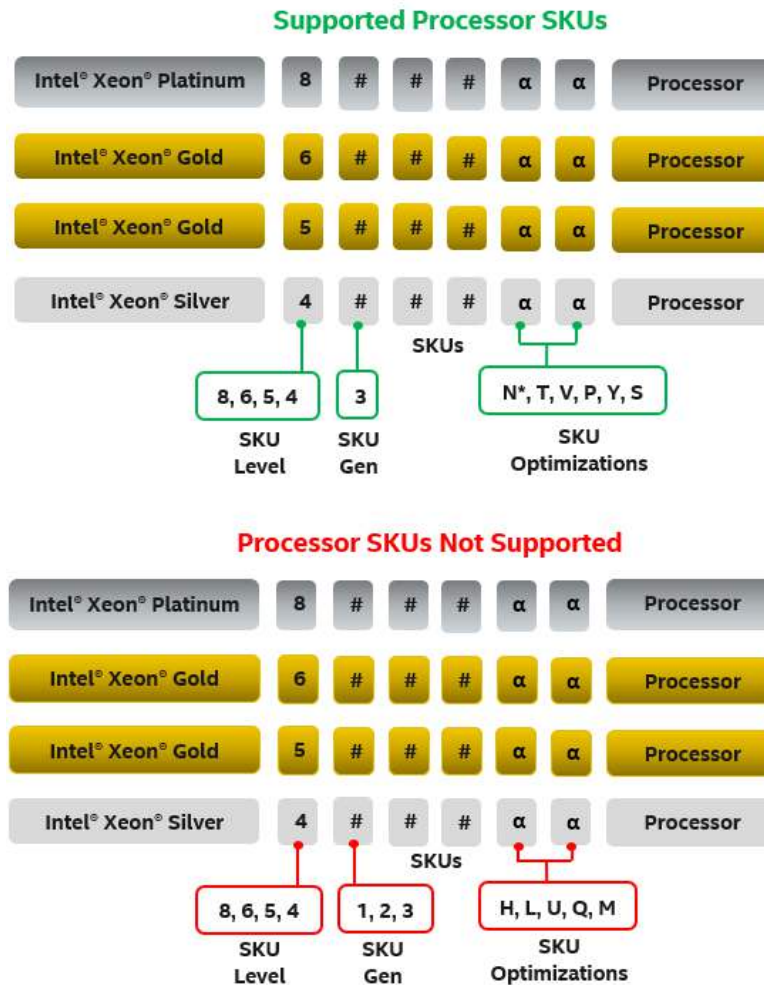 Supported Processor SKUs
Intel® Xeon® Platinum 8 # # # α α Processor
Intel® Xeon® Gold 6 # # # α α Processor
Intel® Xeon® Gold 5 # # # α α Processor
Intel® Xeon® Silver 4 # # # α α Processor
SKUs
8, 6, 5, 4 3 N*, T, V, P, Y, S
SKU SKU SKU
Level Gen Optimizations
Processor SKUs Not Supported
Intel® Xeon® Platinum 8 # # # α α Processor
Intel® Xeon® Gold 6 # # # α α Processor
Intel® Xeon® Gold 5 # # # α α Processor
Intel® Xeon® Silver 4 # # # α α Processor
SKUs
8, 6, 5, 4 1, 2, 3 H, L, U, Q, M
SKU SKU SKU
Level Gen Optimizations